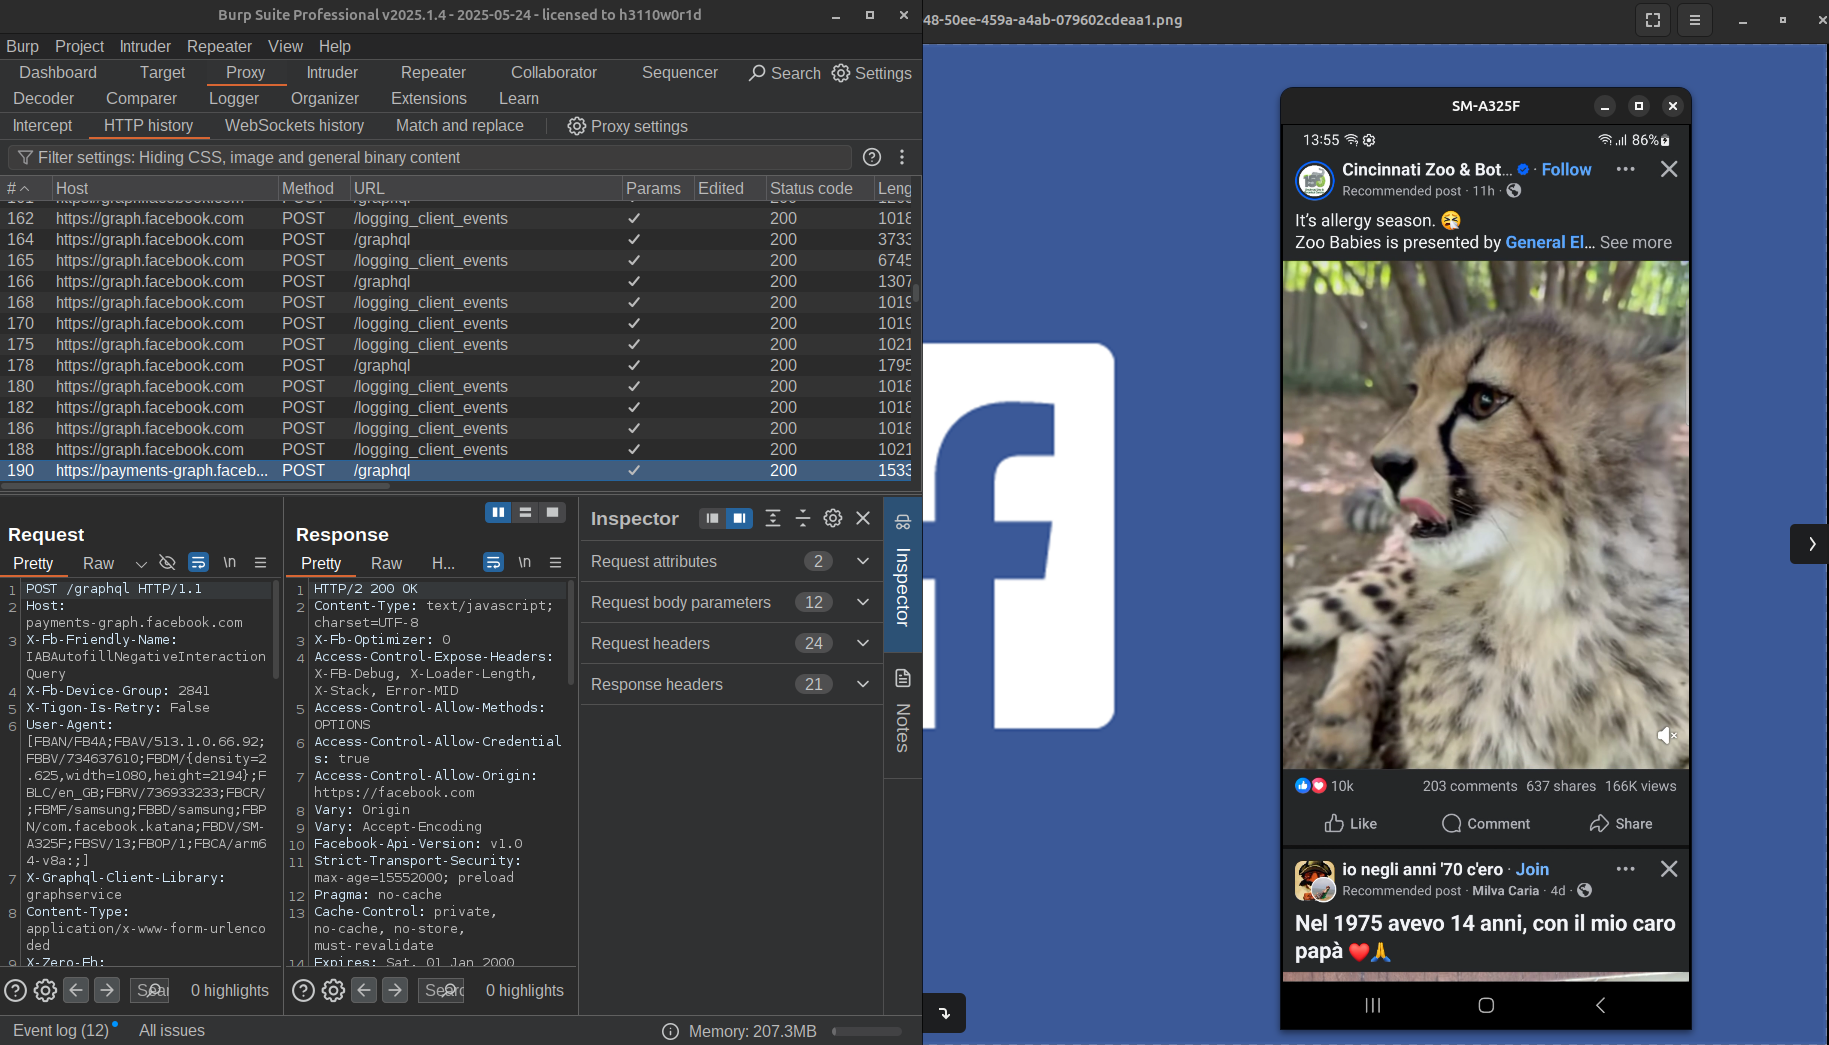 Burp Suite Professional v2025.1.4 - 2025-05-24 - licensed to h3110w0r1d
Burp Project Intruder Repeater View Help
Dashboard Target Proxy Intruder Repeater Collaborator Sequencer Search Settings
Decoder Comparer Logger Organizer Extensions Learn
Intercept HTTP history WebSockets history Match and replace Proxy settings
Filter settings: Hiding CSS, image and general binary content
# Host Method URL Params Edited Status code Leng
162 https://graph.facebook.com POST /logging_client_events ✓ 200 1018
164 https://graph.facebook.com POST /graphql ✓ 200 3733
165 https://graph.facebook.com POST /logging_client_events ✓ 200 6745
166 https://graph.facebook.com POST /graphql ✓ 200 1307
168 https://graph.facebook.com POST /logging_client_events ✓ 200 1019
170 https://graph.facebook.com POST /logging_client_events ✓ 200 1019
175 https://graph.facebook.com POST /logging_client_events ✓ 200 1021
178 https://graph.facebook.com POST /graphql ✓ 200 1795
180 https://graph.facebook.com POST /logging_client_events ✓ 200 1018
182 https://graph.facebook.com POST /logging_client_events ✓ 200 1018
186 https://graph.facebook.com POST /logging_client_events ✓ 200 1018
188 https://graph.facebook.com POST /logging_client_events ✓ 200 1021
190 https://payments-graph.faceb... POST /graphql ✓ 200 1533
Request
Pretty Raw \n
1 POST /graphql HTTP/1.1
2 Host:
payments-graph.facebook.com
3 X-Fb-Friendly-Name:
IABAutofillNegativeInteraction
Query
4 X-Fb-Device-Group: 2841
5 X-Tigon-Is-Retry: False
6 User-Agent:
[FBAN/FB4A;FBAV/513.1.0.66.92;
FBBV/734637610;FBDM/{density=2
.625,width=1080,height=2194};F
BLC/en_GB;FBRV/736933233;FBCR/
;FBMF/samsung;FBBD/samsung;FBP
N/com.facebook.katana;FBDV/SM-
A325F;FBSV/13;FBOP/1;FBCA/arm6
4-v8a:;]
7 X-Graphql-Client-Library:
graphservice
8 Content-Type:
application/x-www-form-urlenco
ded
9 X-Zero-Eh:
0 highlights
Response
Pretty Raw H... \n
1 HTTP/2 200 OK
2 Content-Type: text/javascript;
charset=UTF-8
3 X-Fb-Optimizer: 0
4 Access-Control-Expose-Headers:
X-FB-Debug, X-Loader-Length,
X-Stack, Error-MID
5 Access-Control-Allow-Methods:
OPTIONS
6 Access-Control-Allow-Credential
s: true
7 Access-Control-Allow-Origin:
https://facebook.com
8 Vary: Origin
9 Vary: Accept-Encoding
10 Facebook-Api-Version: v1.0
11 Strict-Transport-Security:
max-age=15552000; preload
12 Pragma: no-cache
13 Cache-Control: private,
no-cache, no-store,
must-revalidate
14 Expires: Sat, 01 Jan 2000
0 highlights
Inspector
Request attributes 2
Request body parameters 12
Request headers 24
Response headers 21
Inspector
Notes
Event log (12) All issues
Memory: 207.3MB
48-50ee-459a-a4ab-079602cdeaa1.png
f
SM-A325F
13:55 86%
Cincinnati Zoo & Bot... · Follow
Recommended post · 11h ·
It's allergy season. 🤧
Zoo Babies is presented by General El... See more
10k 203 comments 637 shares 166K views
Like Comment Share
io negli anni '70 c'ero · Join
Recommended post · Milva Caria · 4d ·
Nel 1975 avevo 14 anni, con il mio caro
papà ❤️🙏